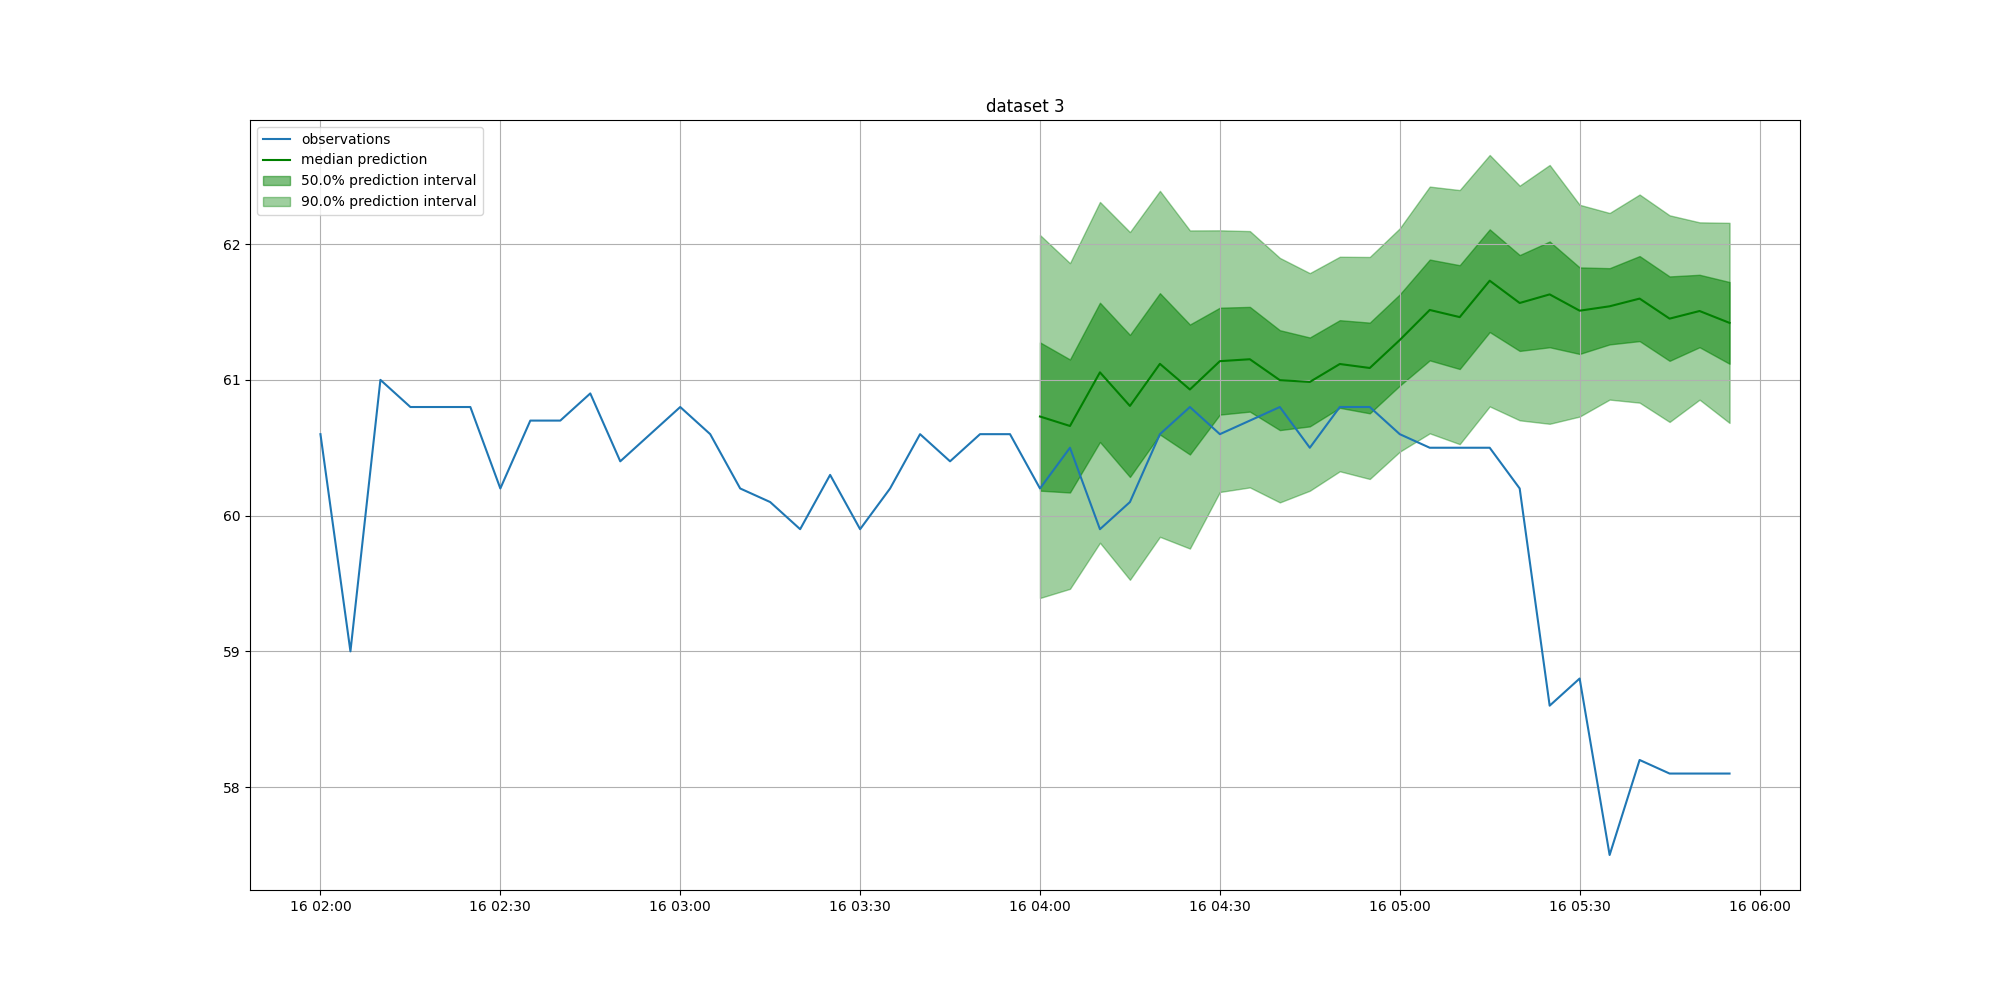 dataset 3
observations
median prediction
50.0% prediction interval
90.0% prediction interval
62
61
60
59
58
16 02:00 16 02:30 16 03:00 16 03:30 16 04:00 16 04:30 16 05:00 16 05:30 16 06:00